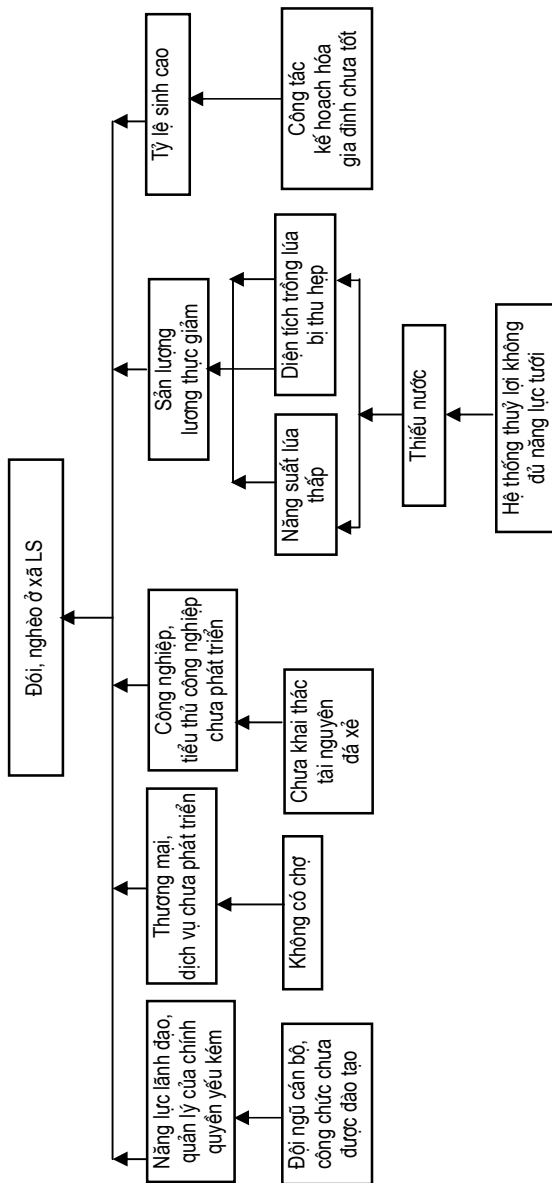 Đói, nghèo ở xã LS
Năng lực lãnh đạo,
quản lý của chính
quyền yếu kém
Thương mại,
dịch vụ chưa phát triển
Công nghiệp,
tiểu thủ công nghiệp
chưa phát triển
Sản lượng
lương thực giảm
Tỷ lệ sinh cao
Đội ngũ cán bộ,
công chức chưa
được đào tạo
Không có chợ
Chưa khai thác
tài nguyên
đá xẻ
Năng suất lúa
thấp
Diện tích trồng lúa
bị thu hẹp
Công tác
kế hoạch hóa
gia đình chưa tốt
Thiếu nước
Hệ thống thuỷ lợi không
đủ năng lực tưới